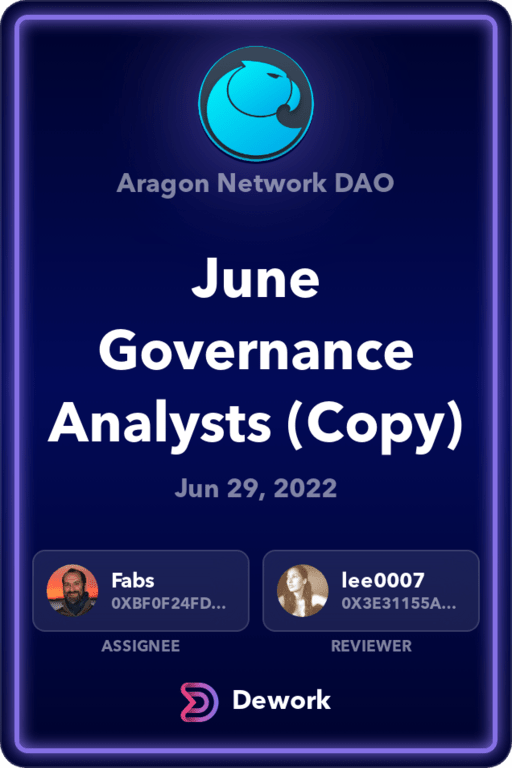 Aragon Network DAO
June
Governance
Analysts (Copy)
Jun 29, 2022
Fabs
0XBF0F24FD...
ASSIGNEE
lee0007
0X3E31155A...
REVIEWER
Dework